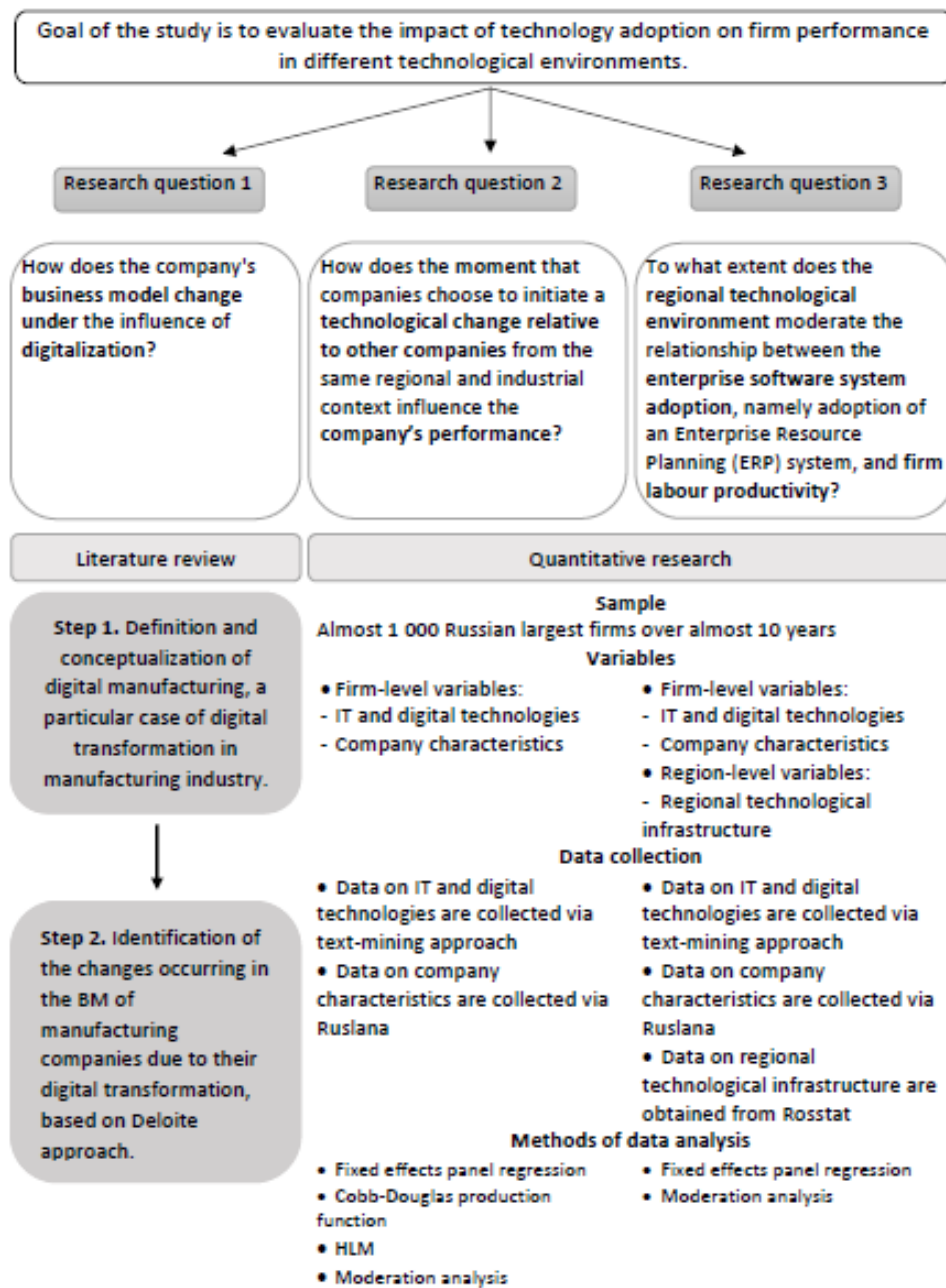 Goal of the study is to evaluate the impact of technology adoption on firm performance
in different technological environments.
Research question 1
Research question 2
Research question 3
How does the company's
business model change
under the influence of
digitalization?
How does the moment that
companies choose to initiate a
technological change relative
to other companies from the
same regional and industrial
context influence the
company's performance?
To what extent does the
regional technological
environment moderate the
relationship between the
enterprise software system
adoption, namely adoption of
an Enterprise Resource
Planning (ERP) system, and firm
labour productivity?
Literature review
Step 1. Definition and
conceptualization of
digital manufacturing, a
particular case of digital
transformation in
manufacturing industry.
Step 2. Identification of
the changes occurring in
the BM of
manufacturing
companies due to their
digital transformation,
based on Deloite
approach.
Quantitative research
Sample
Almost 1 000 Russian largest firms over almost 10 years
Variables
• Firm-level variables:
- IT and digital technologies
- Company characteristics
• Firm-level variables:
- IT and digital technologies
- Company characteristics
• Region-level variables:
- Regional technological
infrastructure
Data collection
• Data on IT and digital
technologies are collected via
text-mining approach
• Data on company
characteristics are collected via
Ruslana
• Data on IT and digital
technologies are collected via
text-mining approach
• Data on company
characteristics are collected via
Ruslana
• Data on regional
technological infrastructure are
obtained from Rosstat
Methods of data analysis
• Fixed effects panel regression
• Cobb-Douglas production
function
• HLM
• Moderation analysis
• Fixed effects panel regression
• Moderation analysis